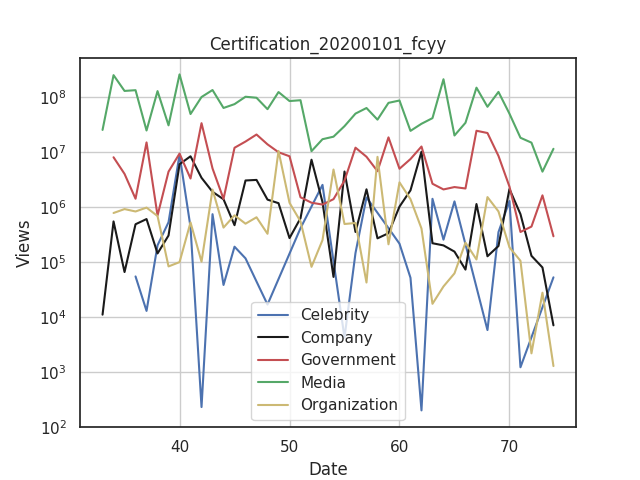 Certification_20200101_fcyy
Views
10^8
10^7
10^6
10^5
10^4
10^3
10^2
Celebrity
Company
Government
Media
Organization
40 50 60 70
Date